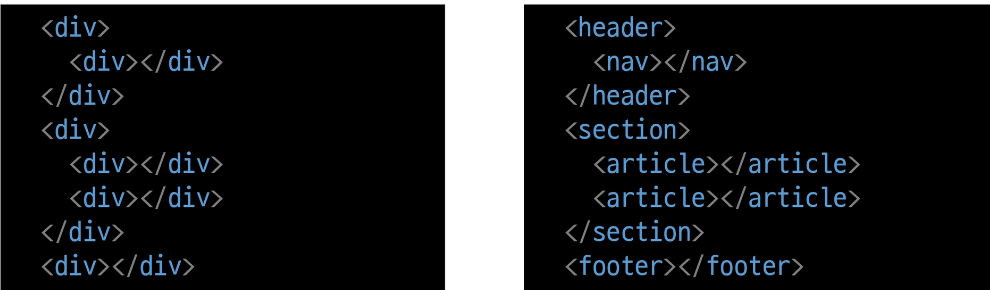 <div>
  <div></div>
</div>
<div>
  <div></div>
  <div></div>
</div>
<div></div>
<header>
  <nav></nav>
</header>
<section>
  <article></article>
  <article></article>
</section>
<footer></footer>